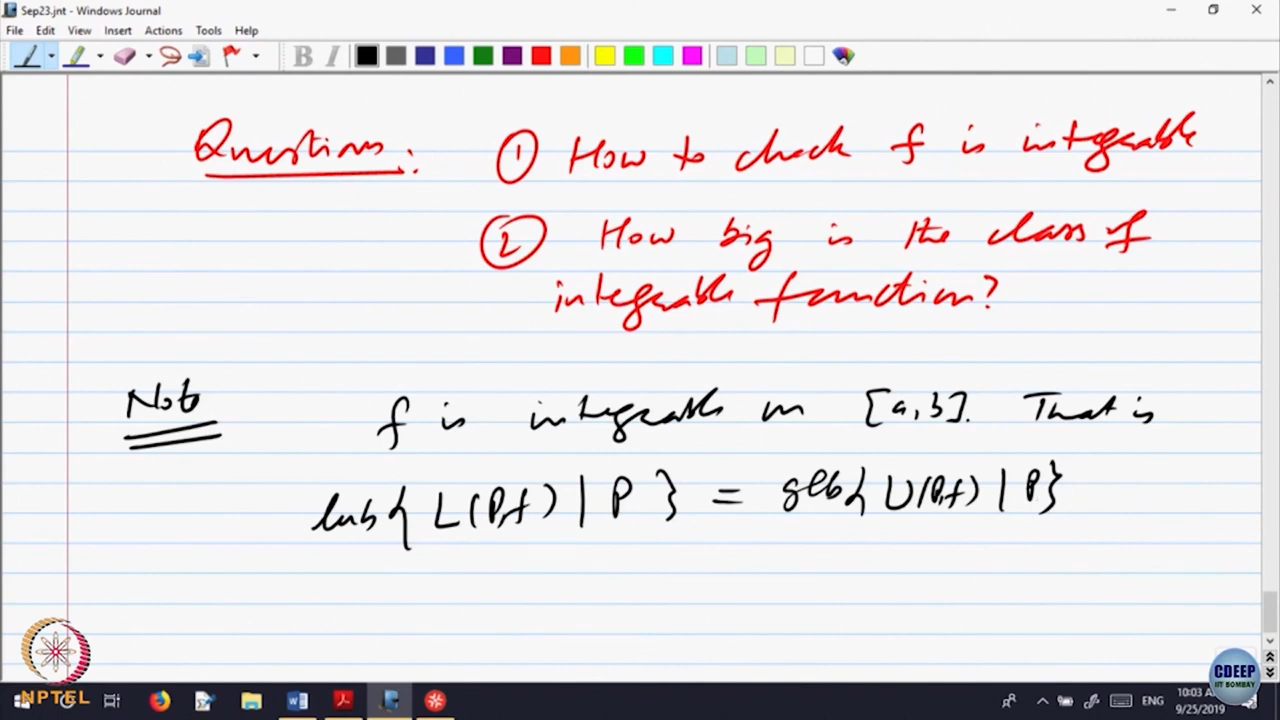 Sep23.jnt - Windows Journal
File Edit View Insert Actions Tools Help
B I
Questions: ① How to check f is integrable
② How big is the class of
integrable function?
Note f is integrable on [a,b]. That is
lub{ L(P,f) | P } = glb{ U(P,f) | P}
CDEEP
IIT BOMBAY
NPTEL
ENG
9/25/2019